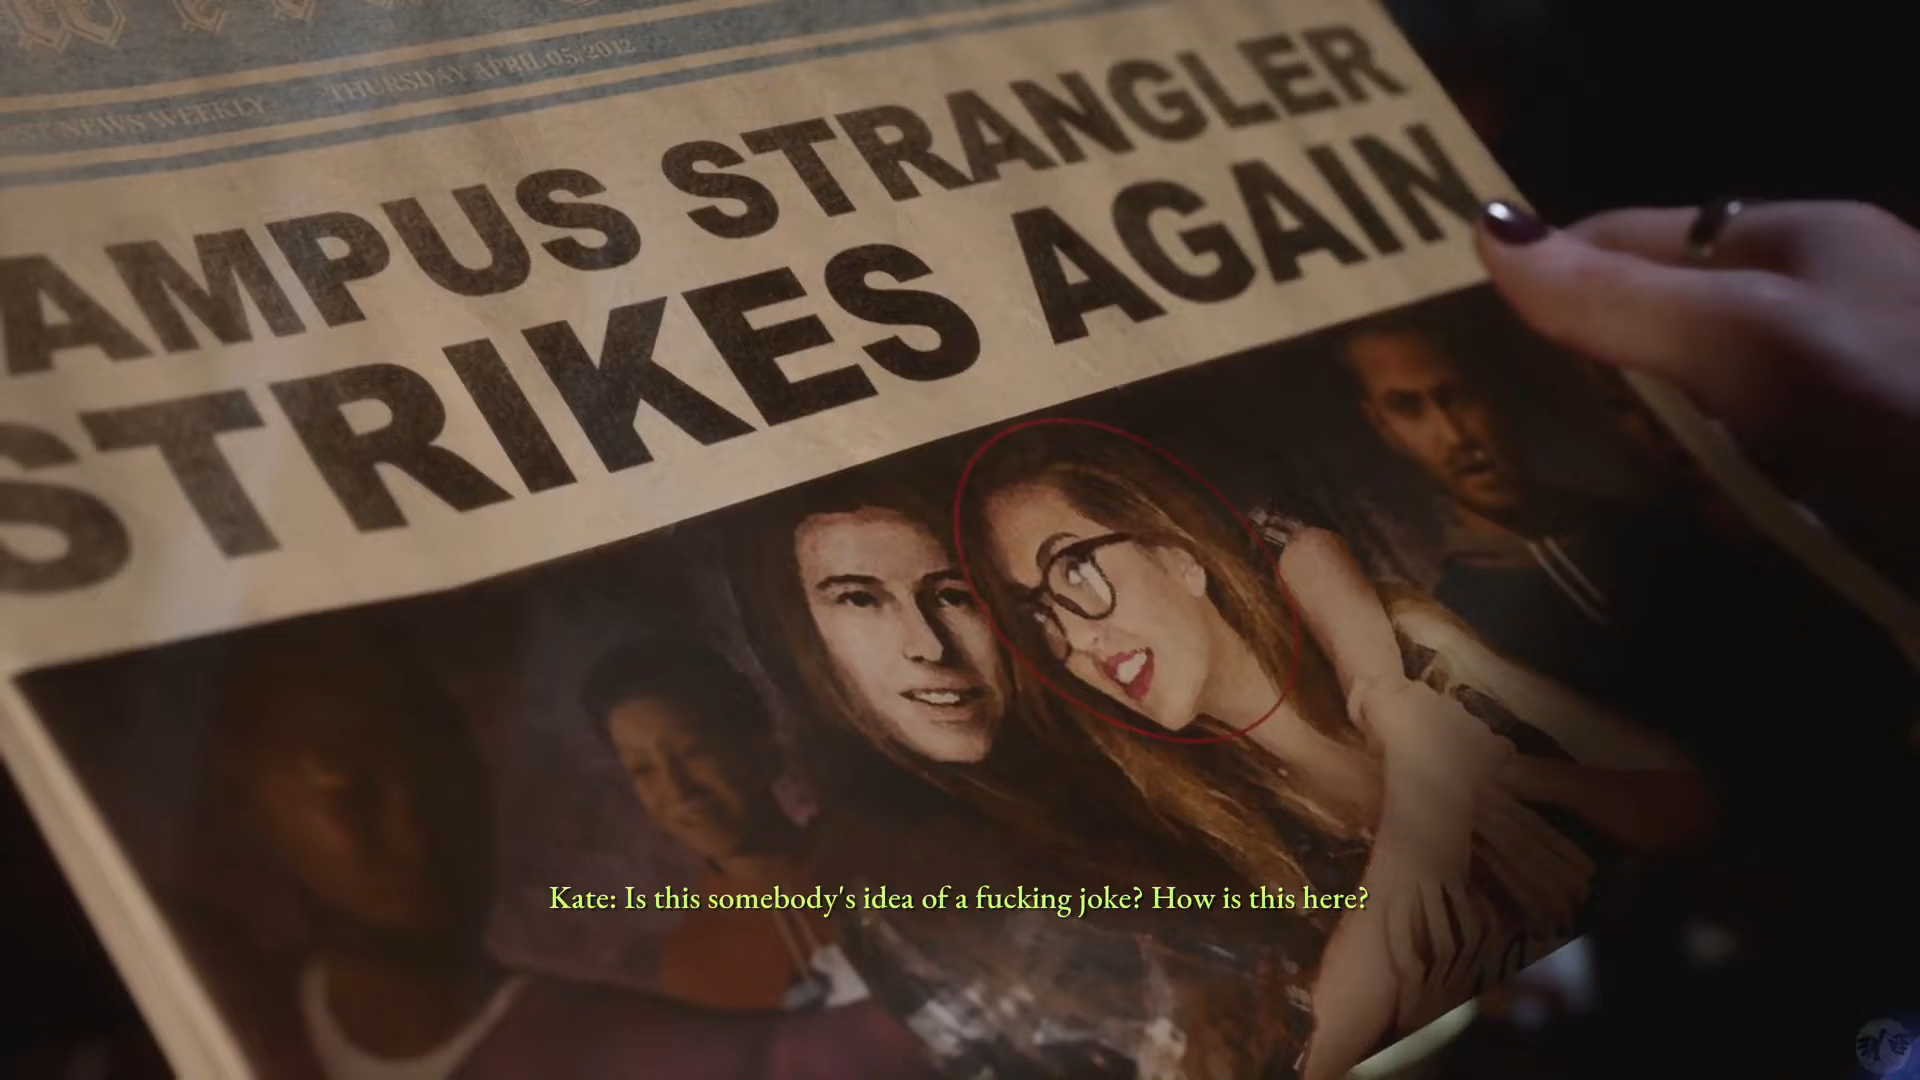 NEWS WEEKLY
THURSDAY APRIL 05, 2012
AMPUS STRANGLER
STRIKES AGAIN
Kate: Is this somebody's idea of a fucking joke? How is this here?